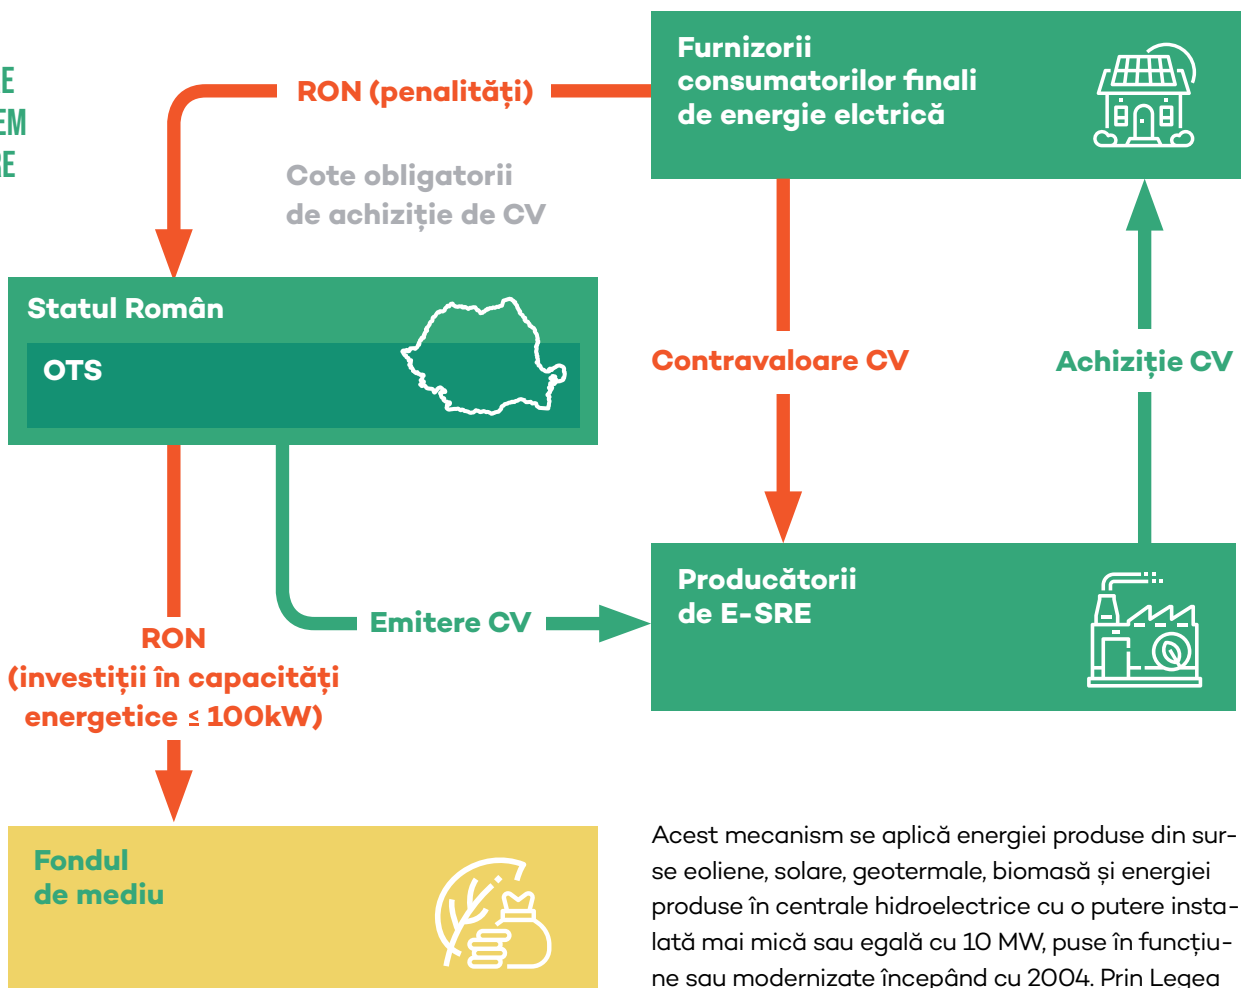 Furnizorii
consumatorilor finali
de energie elctrică
RON (penalități)
Cote obligatorii
de achiziție de CV
Statul Român
OTS
Contravaloare CV
Achiziție CV
Emitere CV
Producătorii
de E-SRE
RON
(investiții în capacități
energetice ≤ 100kW)
Fondul
de mediu
Acest mecanism se aplică energiei produse din sur-
se eoliene, solare, geotermale, biomasă și energiei
produse în centrale hidroelectrice cu o putere insta-
lată mai mică sau egală cu 10 MW, puse în funcțiu-
ne sau modernizate începând cu 2004. Prin Legea